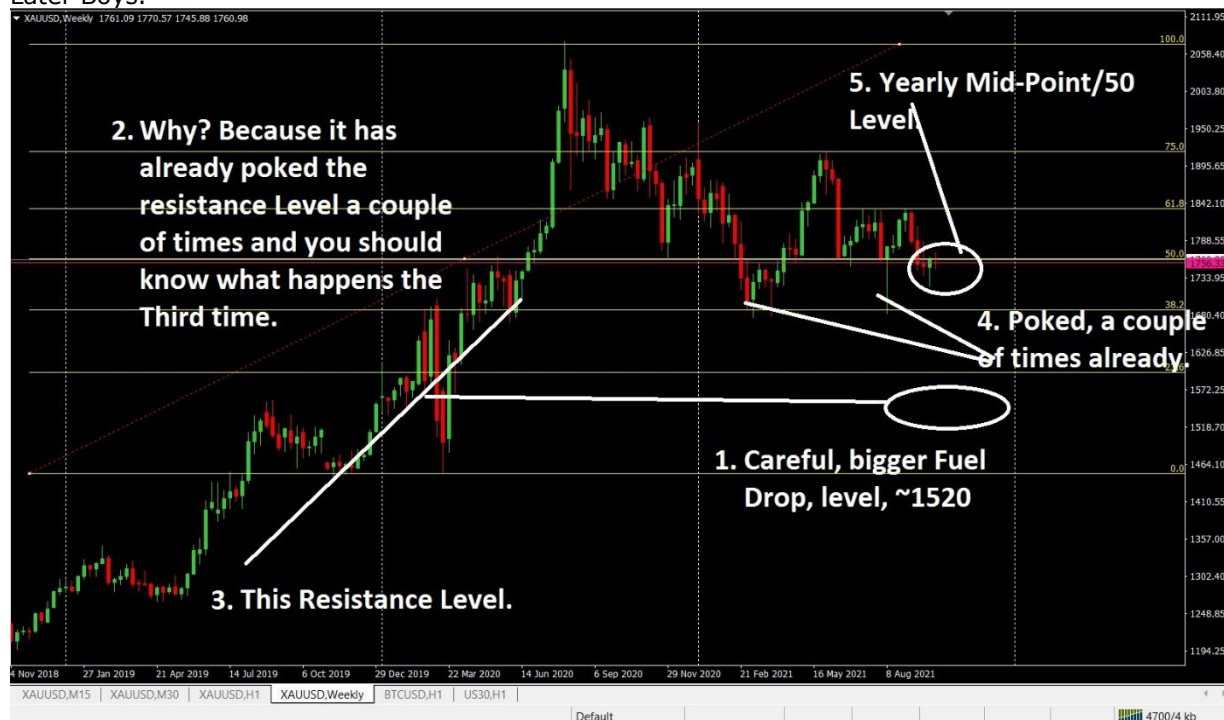 Later Boys.
XAUUSD,Weekly 1761.09 1770.57 1745.88 1760.98
2111.95
100.0
2058.40
2003.80
5. Yearly Mid-Point/50
Level.
1950.25
2. Why? Because it has
already poked the
resistance Level a couple
of times and you should
know what happens the
Third time.
75.0
1895.65
61.8
1842.10
1788.55
50.0
1756.33
1733.95
38.2
1680.40
4. Poked, a couple
of times already.
1626.85
1572.25
1518.70
1. Careful, bigger Fuel
Drop, level, ~1520
1464.10
0.0
1410.55
1357.00
3. This Resistance Level.
1302.40
1248.85
1194.25
4 Nov 2018 27 Jan 2019 21 Apr 2019 14 Jul 2019 6 Oct 2019 29 Dec 2019 22 Mar 2020 14 Jun 2020 6 Sep 2020 29 Nov 2020 21 Feb 2021 16 May 2021 8 Aug 2021
XAUUSD,M15 XAUUSD,M30 XAUUSD,H1 XAUUSD,Weekly BTCUSD,H1 US30,H1
Default 4700/4 kb